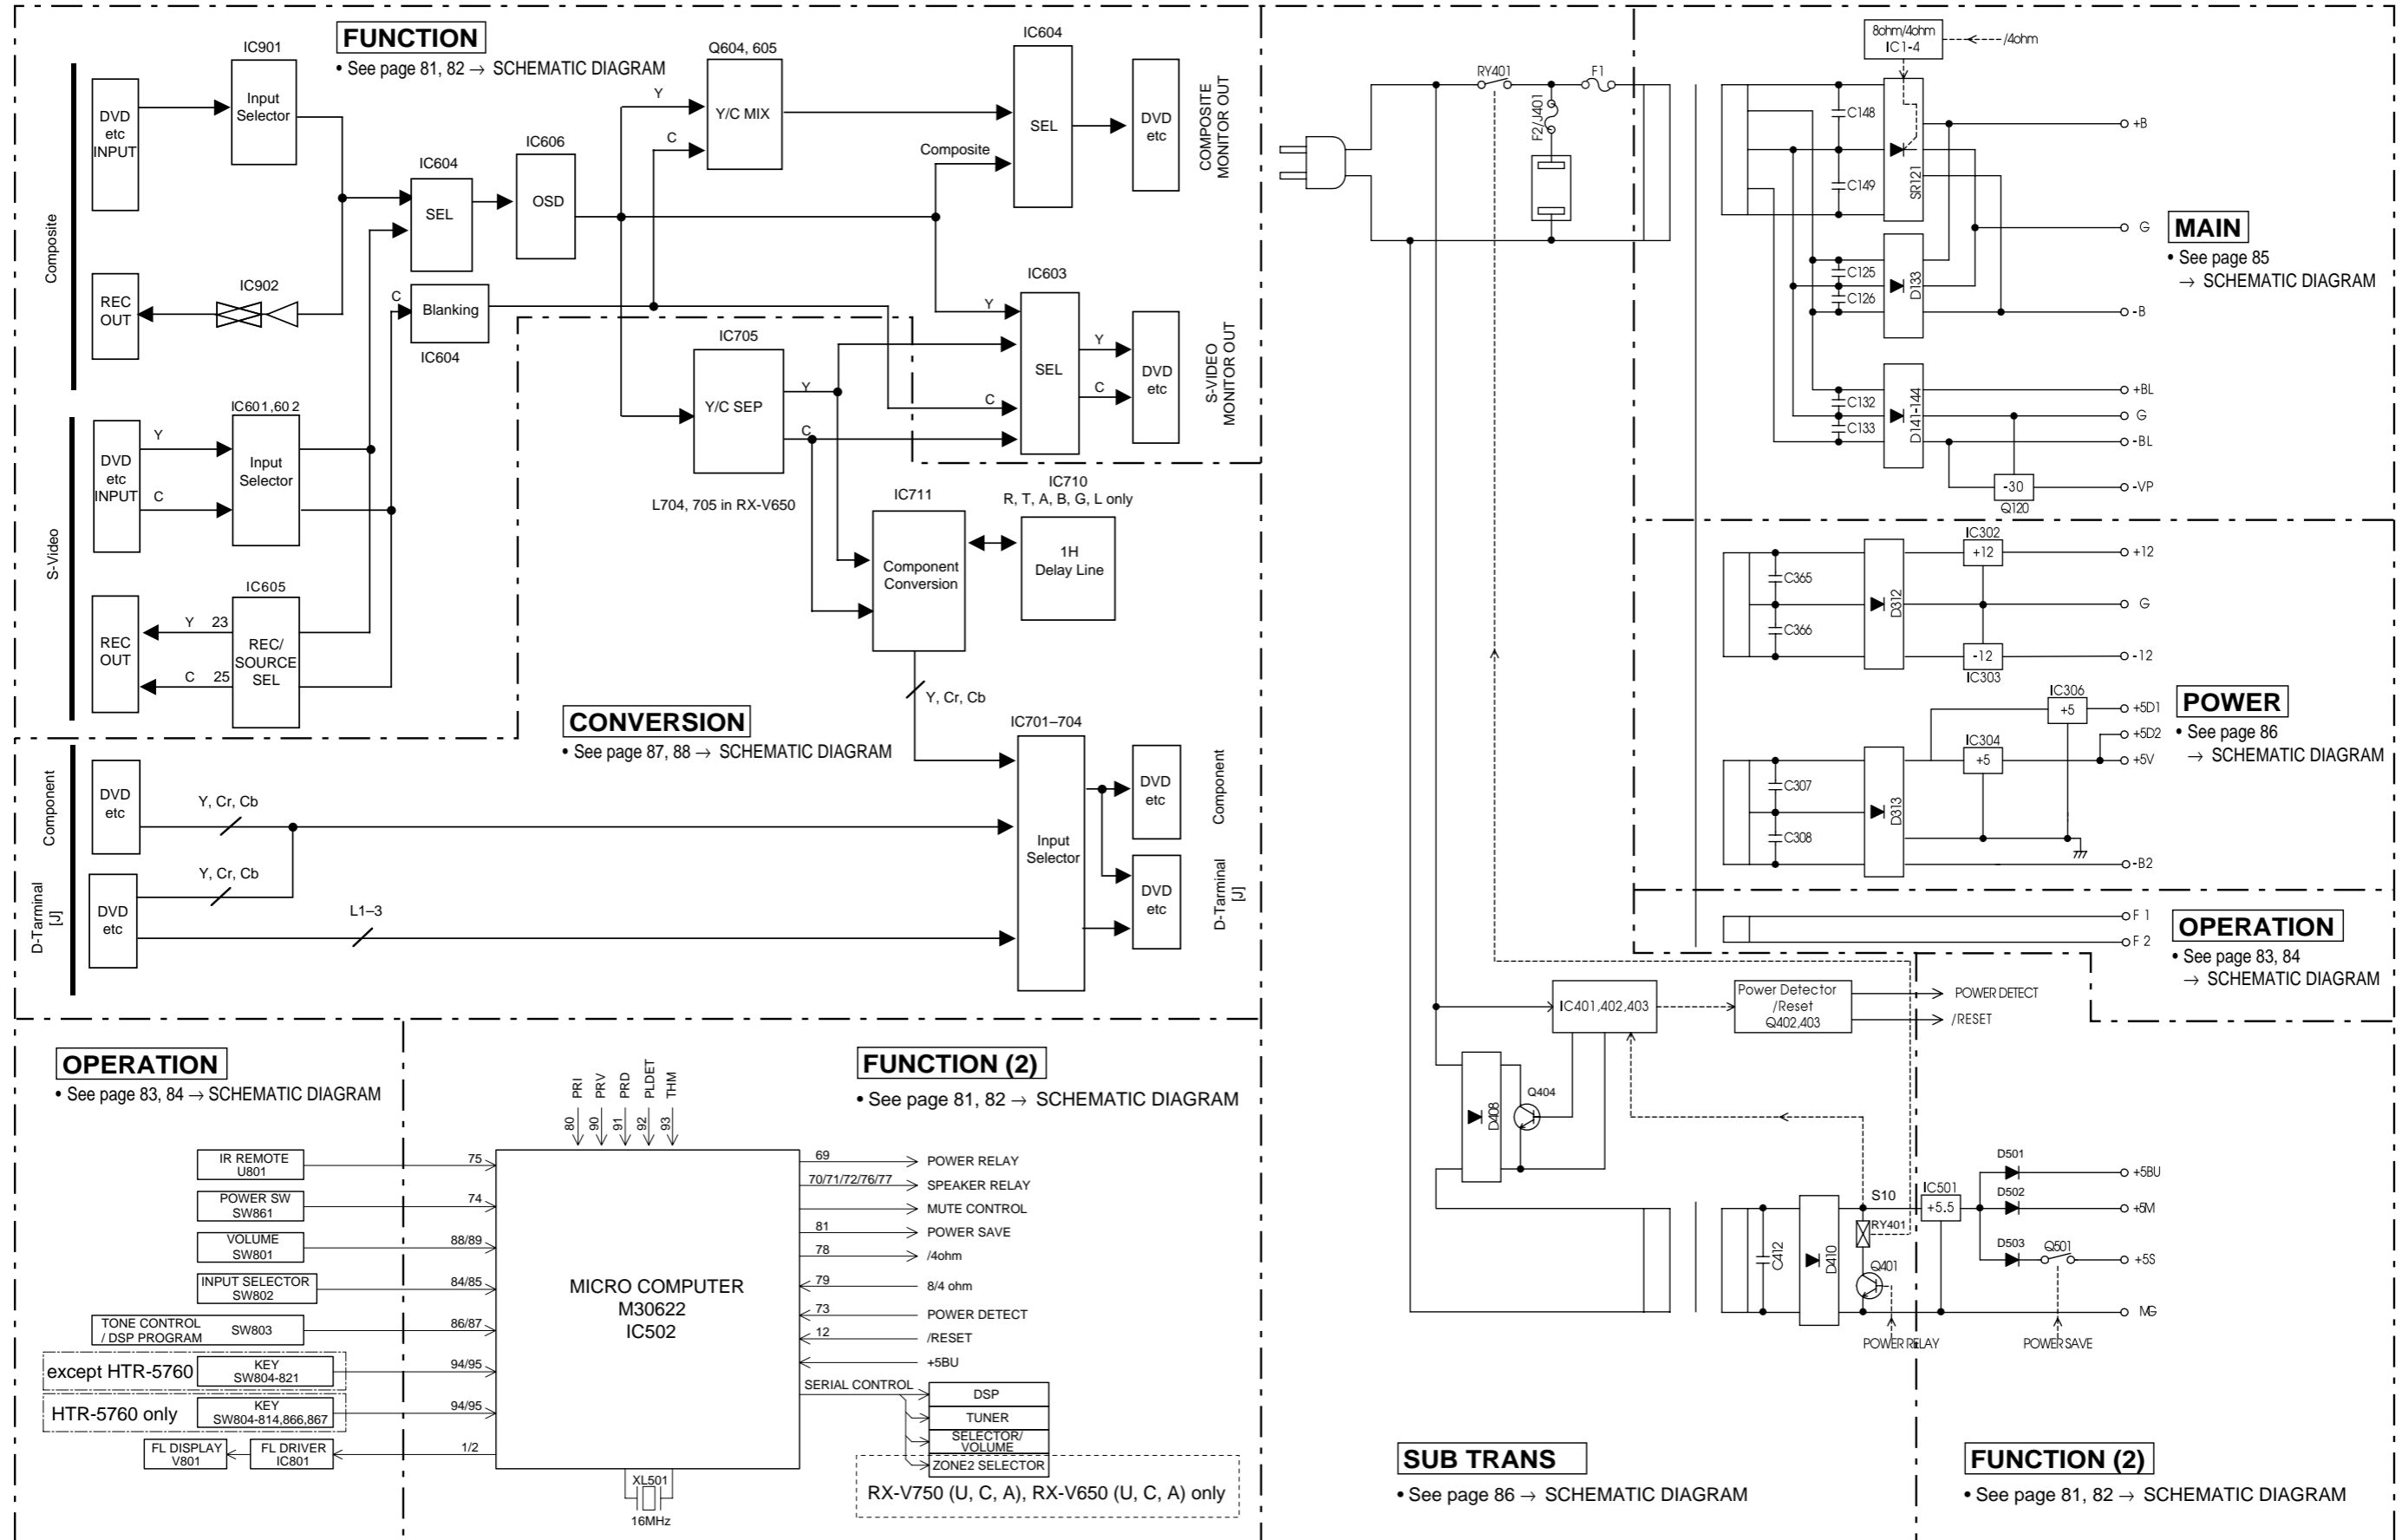 FUNCTION
• See page 81, 82 → SCHEMATIC DIAGRAM
Composite
DVD
etc
INPUT
IC901
Input
Selector
REC
OUT
IC902
IC604
SEL
IC606
OSD
C
Blanking
IC604
Q604, 605
Y
C
Y/C MIX
Composite
IC604
SEL
DVD
etc
COMPOSITE
MONITOR OUT
IC603
Y
C
SEL
Y
C
DVD
etc
S-VIDEO
MONITOR OUT
S-Video
DVD
etc
INPUT
Y
C
IC601,602
Input
Selector
REC
OUT
Y 23
C 25
IC605
REC/
SOURCE
SEL
IC705
Y/C SEP
Y
C
L704, 705 in RX-V650
IC711
Component
Conversion
IC710
R, T, A, B, G, L only
1H
Delay Line
Y, Cr, Cb
CONVERSION
• See page 87, 88 → SCHEMATIC DIAGRAM
IC701–704
Input
Selector
Component
DVD
etc
Y, Cr, Cb
D-Tarminal
[J]
DVD
etc
Y, Cr, Cb
L1–3
DVD
etc
Component
DVD
etc
D-Tarminal
[J]
OPERATION
• See page 83, 84 → SCHEMATIC DIAGRAM
IR REMOTE
U801
75
POWER SW
SW861
74
VOLUME
SW801
88/89
INPUT SELECTOR
SW802
84/85
TONE CONTROL
/ DSP PROGRAM
SW803
86/87
except HTR-5760
KEY
SW804-821
94/95
HTR-5760 only
KEY
SW804-814,866,867
94/95
FL DISPLAY
V801
FL DRIVER
IC801
1/2
FUNCTION (2)
• See page 81, 82 → SCHEMATIC DIAGRAM
80 PRI
90 PRV
91 PRD
92 PLDET
93 THM
MICRO COMPUTER
M30622
IC502
69 POWER RELAY
70/71/72/76/77 SPEAKER RELAY
MUTE CONTROL
81 POWER SAVE
78 /4ohm
79 8/4 ohm
73 POWER DETECT
12 /RESET
+5BU
SERIAL CONTROL
DSP
TUNER
SELECTOR/
VOLUME
ZONE2 SELECTOR
RX-V750 (U, C, A), RX-V650 (U, C, A) only
XL501
16MHz
RY401
F1
F2/J401
8ohm/4ohm
IC1-4
/4ohm
C148
C149
SR121
+B
G
C125
C126
D133
-B
C132
C133
D141-144
+BL
G
-BL
-30
Q120
-VP
MAIN
• See page 85
→ SCHEMATIC DIAGRAM
C365
C366
D312
IC302
+12
+12
G
-12
IC303
-12
C307
C308
D313
IC304
+5
IC306
+5
+5D1
+5D2
+5V
-B2
POWER
• See page 86
→ SCHEMATIC DIAGRAM
F1
F2
OPERATION
• See page 83, 84
→ SCHEMATIC DIAGRAM
IC401,402,403
Power Detector
/Reset
Q402,403
POWER DETECT
/RESET
D408
Q404
C412
D410
S10
RY401
Q401
POWER RELAY
IC501
+5.5
D501
D502
D503
Q501
+5BU
+5M
+5S
MG
POWER SAVE
SUB TRANS
• See page 86 → SCHEMATIC DIAGRAM
FUNCTION (2)
• See page 81, 82 → SCHEMATIC DIAGRAM